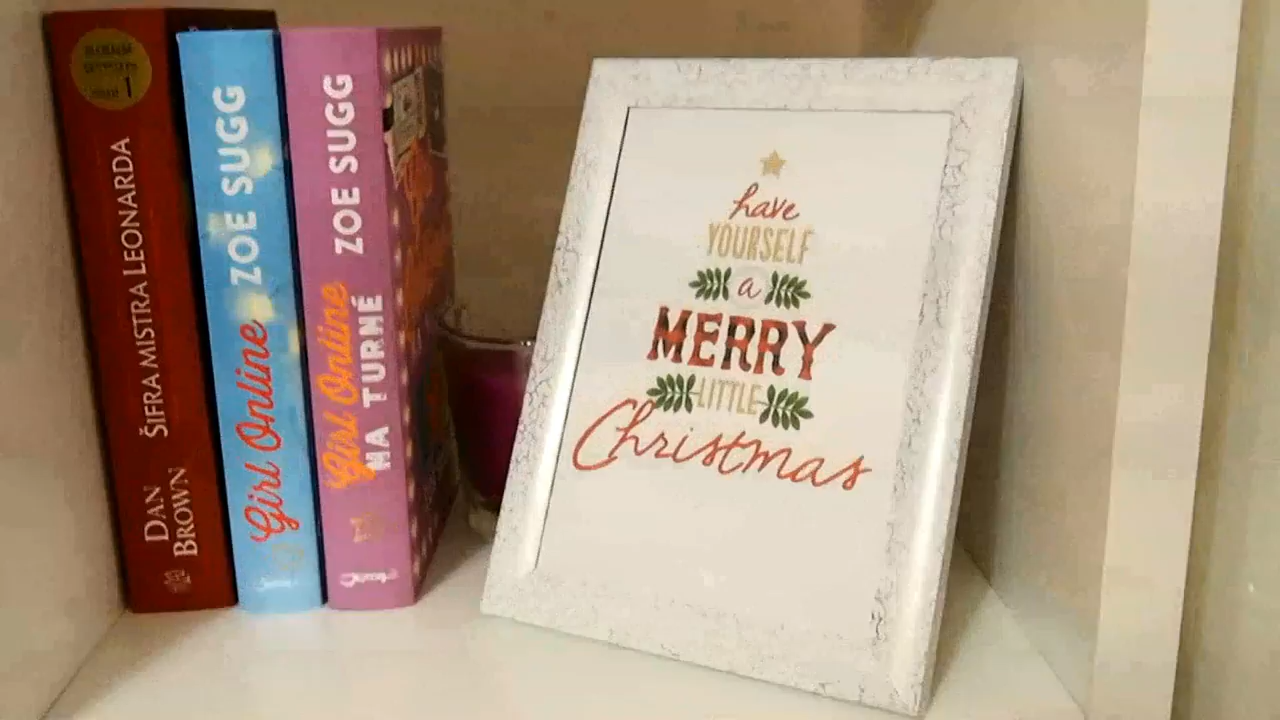 1
ŠIFRA MISTRA LEONARDA
DAN
BROWN
ZOE SUGG
Girl Online
ZOE SUGG
Girl Online
NA TURNÉ
have
YOURSELF
a
MERRY
LITTLE
Christmas